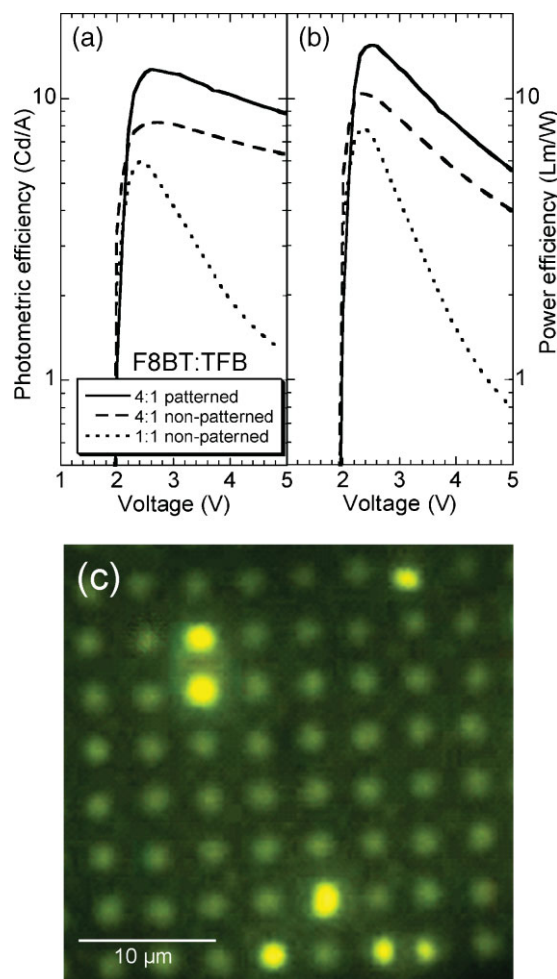 (a)
(b)
Photometric efficiency (Cd/A)
10
1
F8BT:TFB
4:1 patterned
4:1 non-patterned
1:1 non-paterned
1 2 3 4 5
Voltage (V)
2 3 4 5
Voltage (V)
10
1
Power efficiency (Lm/W)
(c)
10 µm